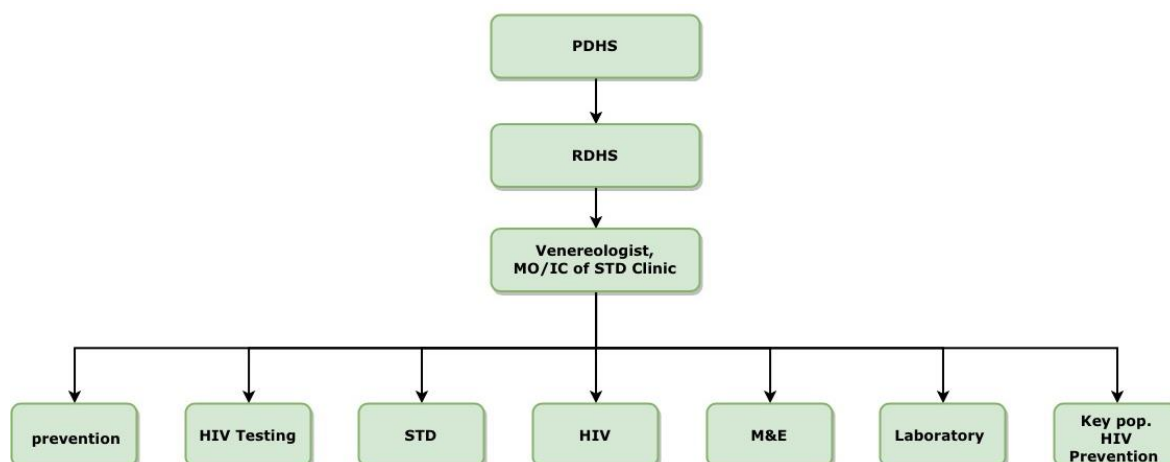 PDHS
RDHS
Venereologist,
MO/IC of STD Clinic
prevention
HIV Testing
STD
HIV
M&E
Laboratory
Key pop.
HIV
Prevention